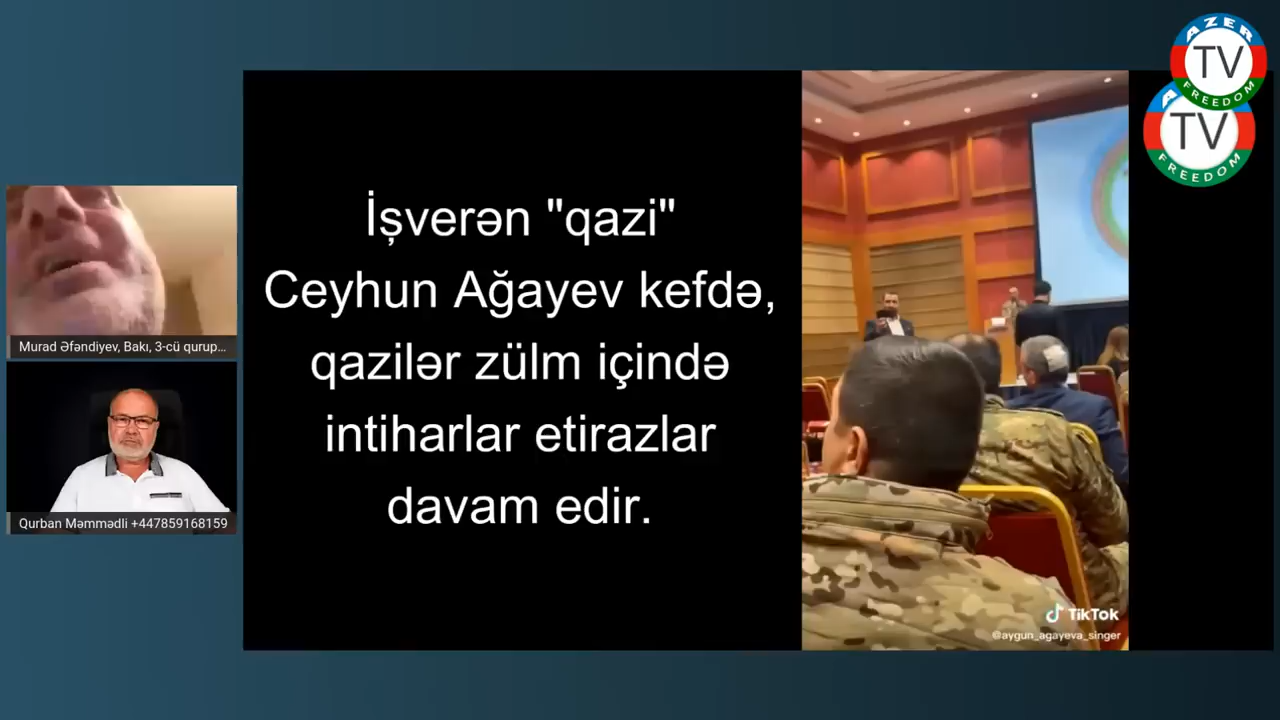 AZER
TV
FREEDOM
A
TV
FREEDOM
İşverən "qazi"
Ceyhun Ağayev kefdə,
qazilər zülm içində
intiharlar etirazlar
davam edir.
Murad Əfəndiyev, Bakı, 3-cü qurup...
Qurban Məmmədli +447859168159
TikTok
@aygun_agayeva_singer